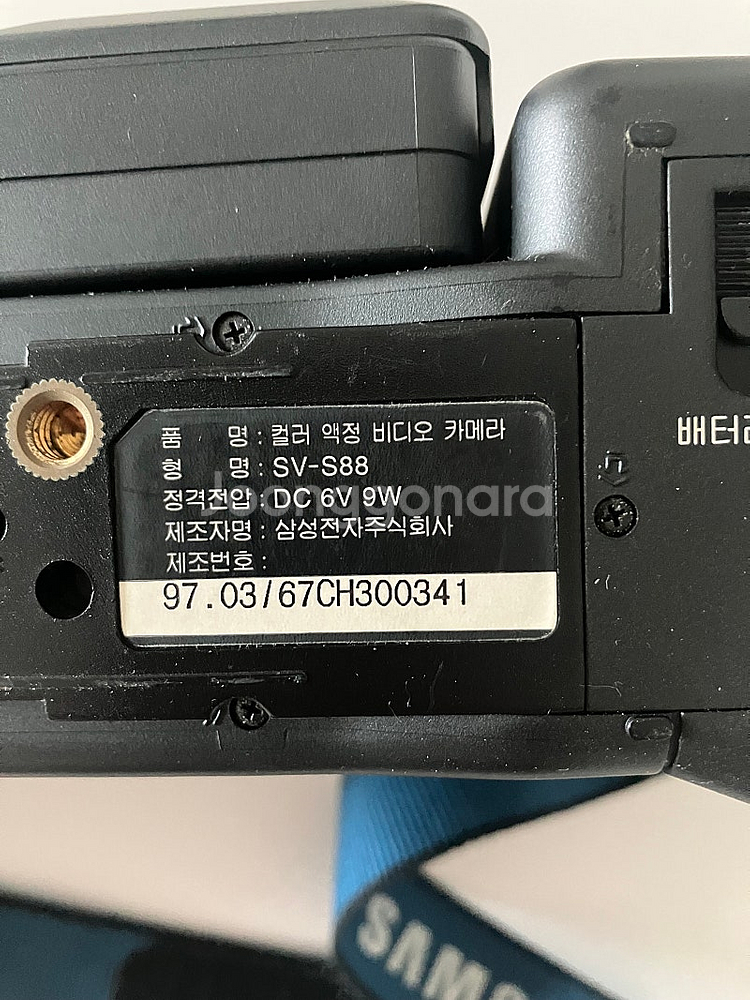 품 명 : 컬러 액정 비디오 카메라
배터리
형 명 : SV-S88
정격전압 : DC 6V 9W
Joonggonara
제조자명 : 삼성전자주식회사
제조번호 :
97.03/67CH300341
SAMS